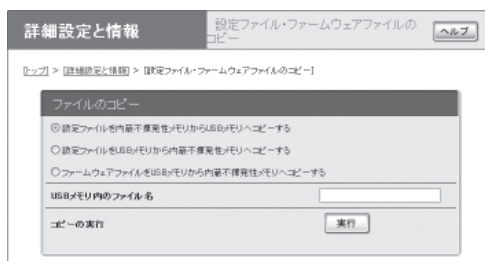 詳細設定と情報
設定ファイル・ファームウェアファイルの
コピー
ヘルプ
[トップ] > [詳細設定と情報] > [設定ファイル・ファームウェアファイルのコピー]
ファイルのコピー
設定ファイルを内蔵不揮発性メモリからUSBメモリへコピーする
設定ファイルをUSBメモリから内蔵不揮発性メモリへコピーする
ファームウェアファイルをUSBメモリから内蔵不揮発性メモリへコピーする
USBメモリ内のファイル名
コピーの実行
実行